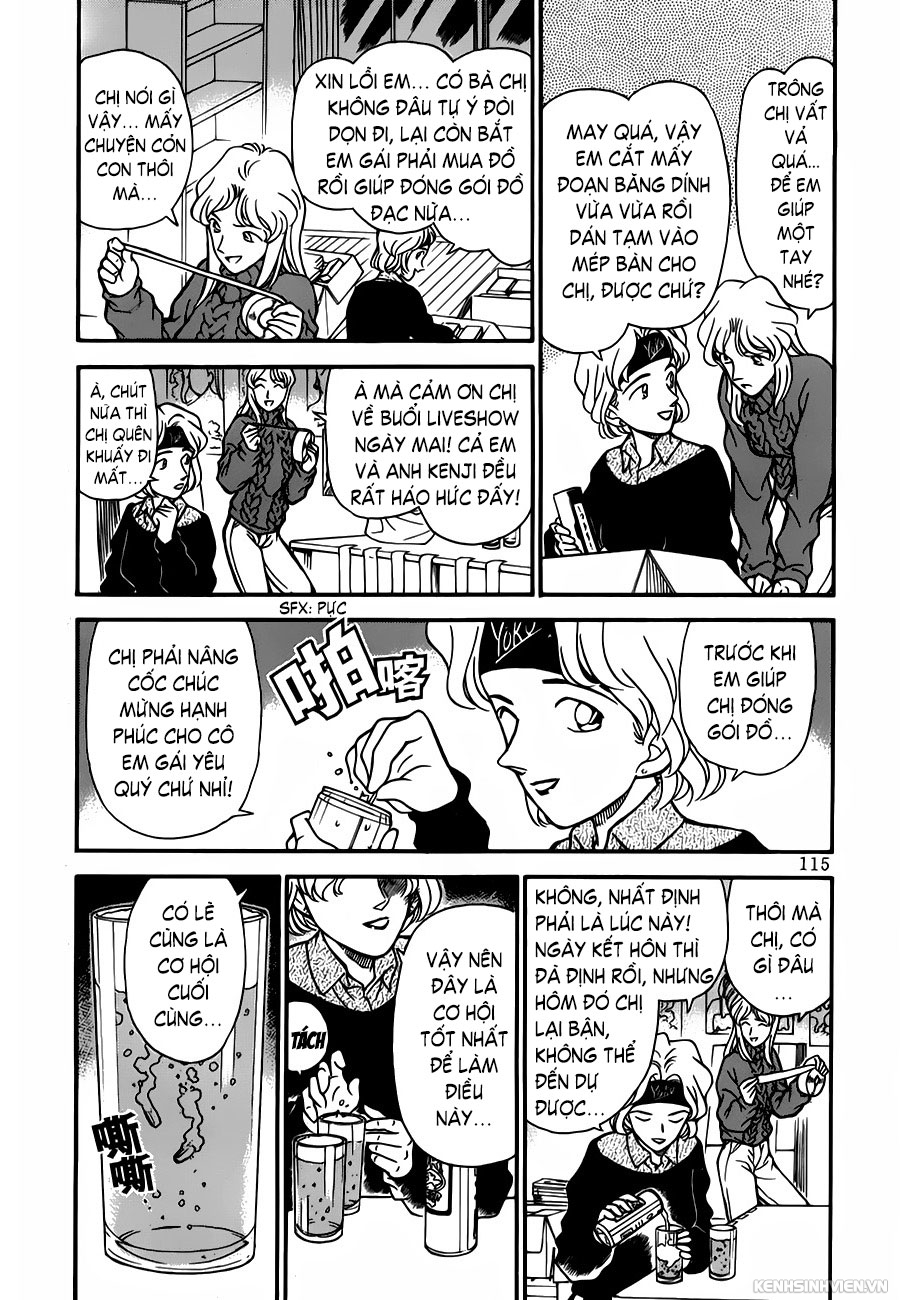 TRÔNG
CHỊ VẤT
VẢ
QUÁ...
ĐỂ EM
GIÚP
MỘT
TAY
NHÉ?
MAY QUÁ, VẬY
EM CẮT MẤY
ĐOẠN BĂNG DÍNH
VỪA VỪA RỒI
DÁN TẠM VÀO
MÉP BÀN CHO
CHỊ, ĐƯỢC CHỨ?
XIN LỖI EM... CÓ BÀ CHỊ
KHÔNG ĐÂU TỰ Ý ĐÒI
DỌN ĐI, LẠI CÒN BẮT
EM GÁI PHẢI MUA ĐỒ
RỒI GIÚP ĐÓNG GÓI ĐỒ
ĐẠC NỮA...
CHỊ NÓI GÌ
VẬY... MẤY
CHUYỆN CỎN
CON THÔI
MÀ...
À MÀ CẢM ƠN CHỊ
VỀ BUỔI LIVESHOW
NGÀY MAI! CẢ EM
VÀ ANH KENJI ĐỀU
RẤT HÁO HỨC ĐẤY!
À, CHÚT
NỮA THÌ
CHỊ QUÊN
KHUẤY ĐI
MẤT...
SFX: PỰC
YOKO
TRƯỚC KHI
EM GIÚP
CHỊ ĐÓNG
GÓI ĐỒ...
啪喀
CHỊ PHẢI NÂNG
CỐC CHÚC
MỪNG HẠNH
PHÚC CHO CÔ
EM GÁI YÊU
QUÝ CHỨ NHỈ!
115
THÔI MÀ
CHỊ, CÓ
GÌ ĐÂU
...
KHÔNG, NHẤT ĐỊNH
PHẢI LÀ LÚC NÀY!
NGÀY KẾT HÔN THÌ
ĐÃ ĐỊNH RỒI, NHƯNG
HÔM ĐÓ CHỊ
LẠI BẬN,
KHÔNG THỂ
ĐẾN DỰ
ĐƯỢC...
VẬY NÊN
ĐÂY LÀ
CƠ HỘI
TỐT NHẤT
ĐỂ LÀM
ĐIỀU
NÀY...
TÁCH
CÓ LẼ
CŨNG LÀ
CƠ HỘI
CUỐI
CÙNG...
嘶
嘶
KENHSINHVIEN.VN